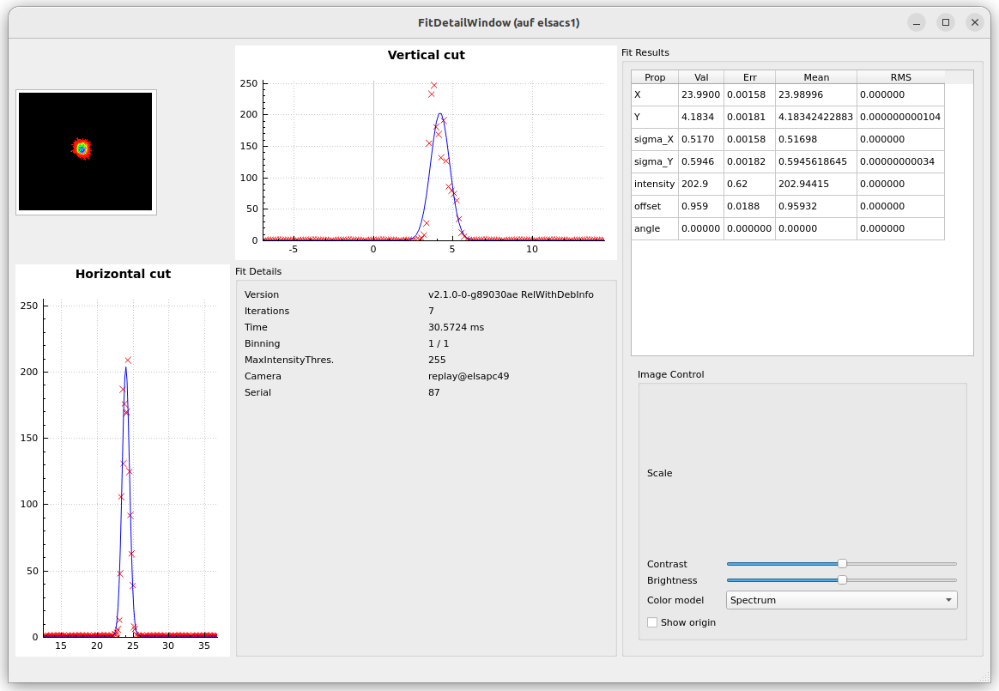 FitDetailWindow (auf elsacs1)
Vertical cut
250
200
150
100
50
0
-5 0 5 10
Horizontal cut
250
200
150
100
50
0
15 20 25 30 35
Fit Details
Version v2.1.0-0-g89030ae RelWithDebInfo
Iterations 7
Time 30.5724 ms
Binning 1 / 1
MaxIntensityThres. 255
Camera replay@elsapc49
Serial 87
Fit Results
Prop Val Err Mean RMS
X 23.9900 0.00158 23.98996 0.000000
Y 4.1834 0.00181 4.18342422883 0.000000000104
sigma_X 0.5170 0.00158 0.51698 0.000000
sigma_Y 0.5946 0.00182 0.5945618645 0.00000000034
intensity 202.9 0.62 202.94415 0.000000
offset 0.959 0.0188 0.95932 0.000000
angle 0.00000 0.000000 0.00000 0.000000
Image Control
Scale
Contrast
Brightness
Color model Spectrum
Show origin